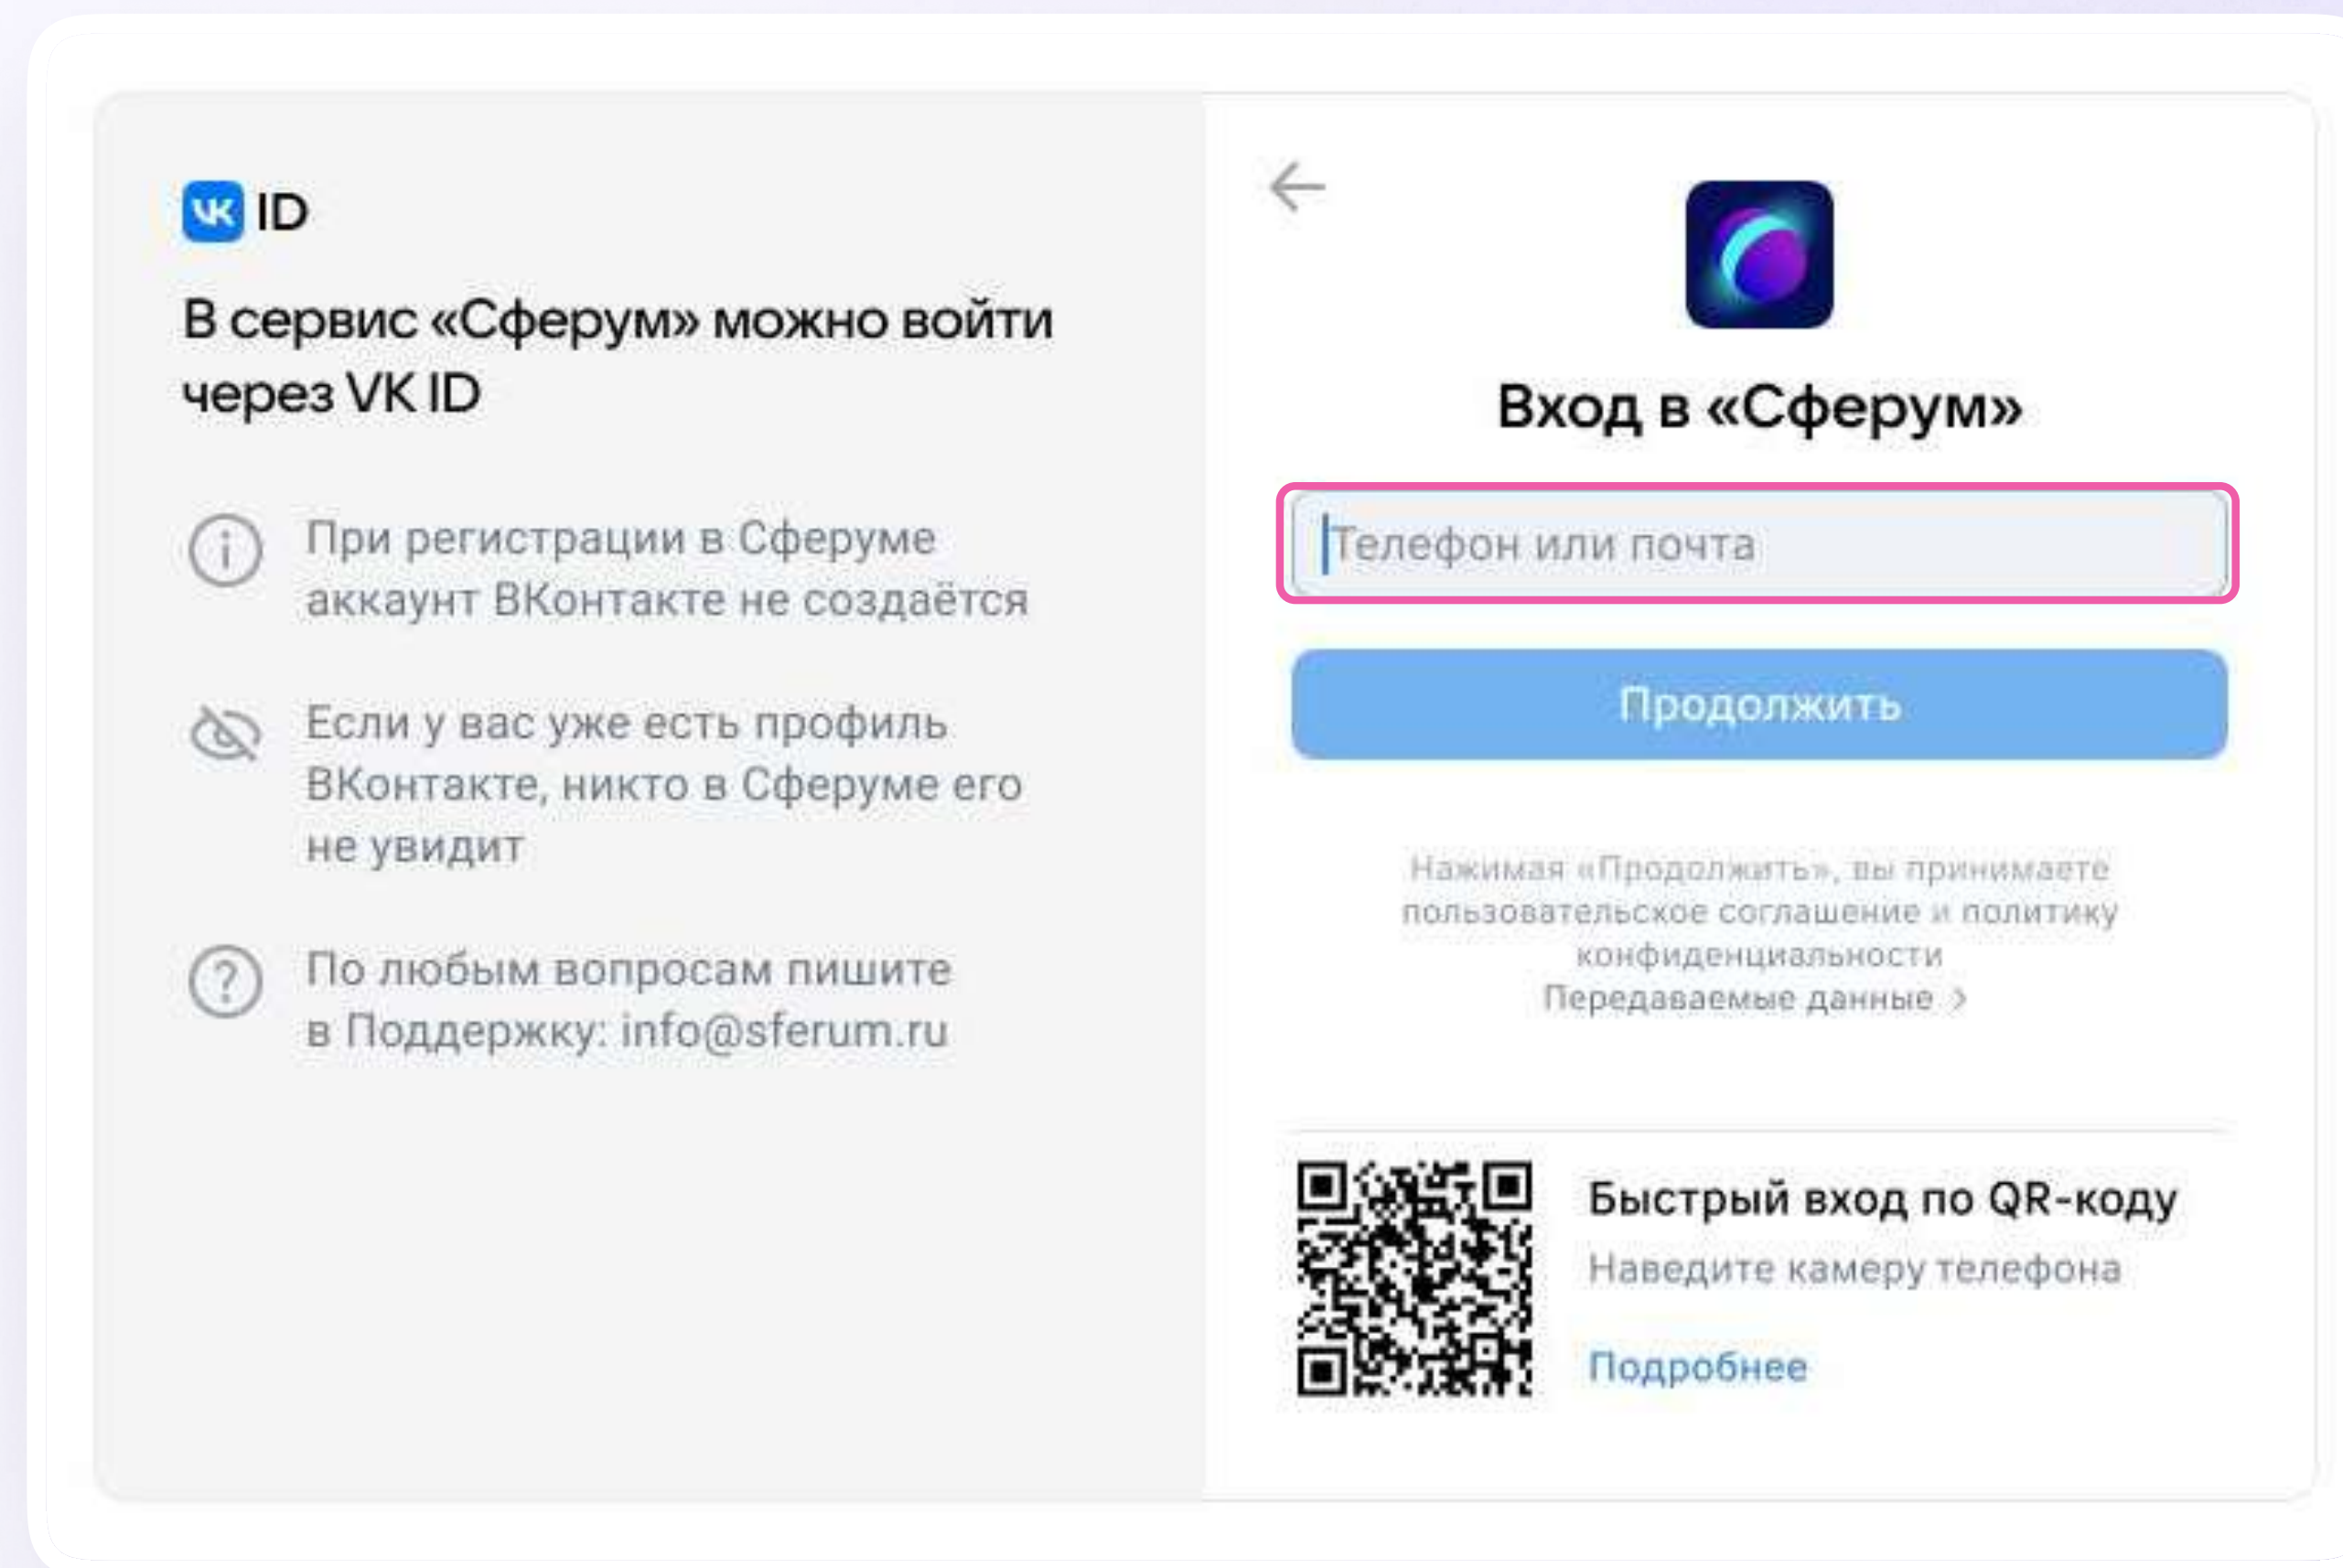 VK ID
В сервис «Сферум» можно войти
через VK ID
При регистрации в Сферуме
аккаунт ВКонтакте не создаётся
Если у вас уже есть профиль
ВКонтакте, никто в Сферуме его
не увидит
По любым вопросам пишите
в Поддержку: info@sferum.ru
Вход в «Сферум»
Телефон или почта
Продолжить
Нажимая «Продолжить», вы принимаете
пользовательское соглашение и политику
конфиденциальности
Передаваемые данные >
Быстрый вход по QR-коду
Наведите камеру телефона
Подробнее